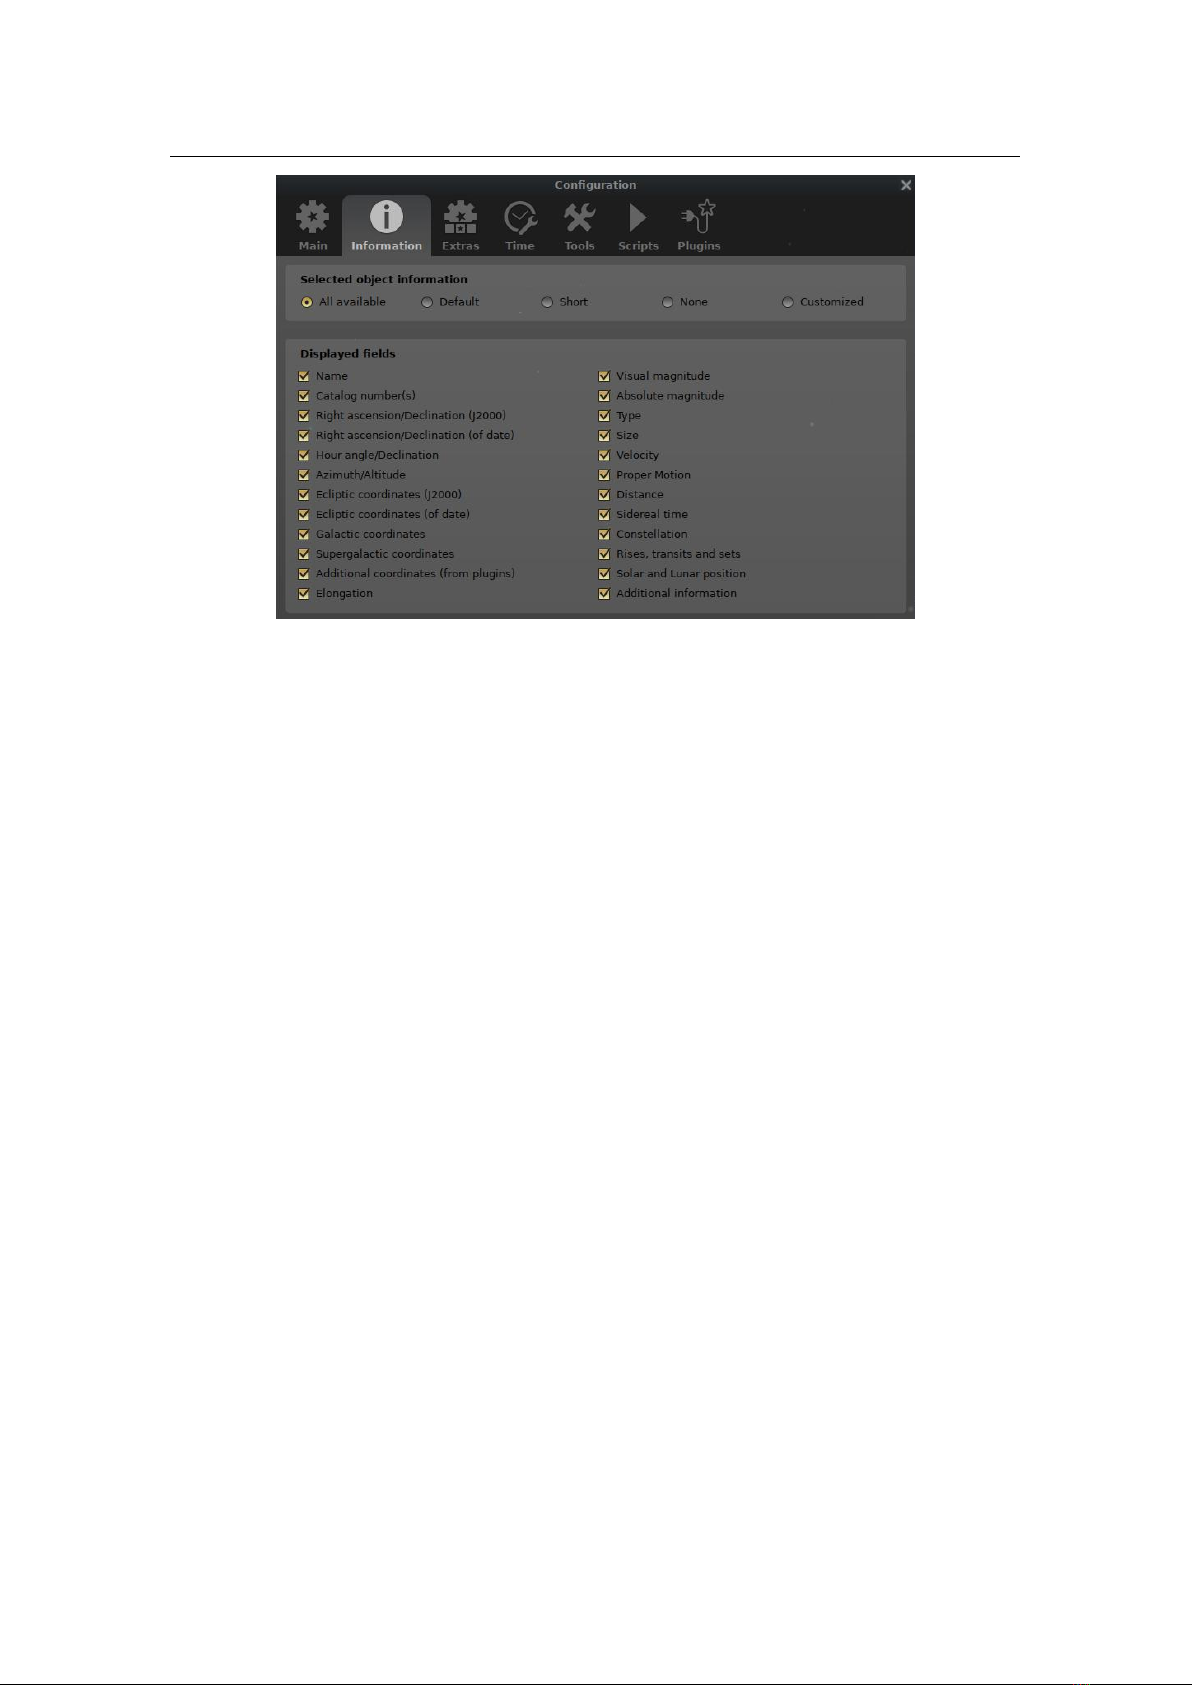 Configuration
Main Information Extras Time Tools Scripts Plugins
Selected object information
All available Default Short None Customized
Displayed fields
Name
Catalog number(s)
Right ascension/Declination (J2000)
Right ascension/Declination (of date)
Hour angle/Declination
Azimuth/Altitude
Ecliptic coordinates (J2000)
Ecliptic coordinates (of date)
Galactic coordinates
Supergalactic coordinates
Additional coordinates (from plugins)
Elongation
Visual magnitude
Absolute magnitude
Type
Size
Velocity
Proper Motion
Distance
Sidereal time
Constellation
Rises, transits and sets
Solar and Lunar position
Additional information